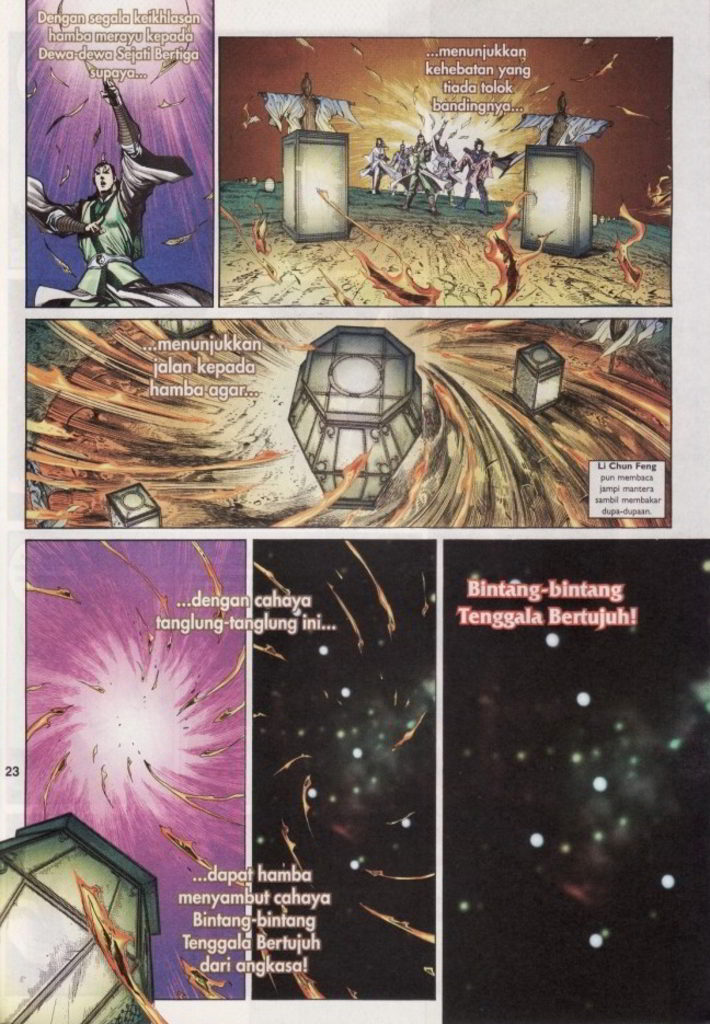 Dengan segala keikhlasan
hamba merayu kepada
Dewa-dewa Sejati Bertiga
supaya...
...menunjukkan
kehebatan yang
tiada tolok
bandingnya...
...menunjukkan
jalan kepada
hamba agar...
Li Chun Feng
pun membaca
jampi mantera
sambil membakar
dupa-dupaan.
...dengan cahaya
tanglung-tanglung ini...
Bintang-bintang
Tenggala Bertujuh!
...dapat hamba
menyambut cahaya
Bintang-bintang
Tenggala Bertujuh
dari angkasa!
23